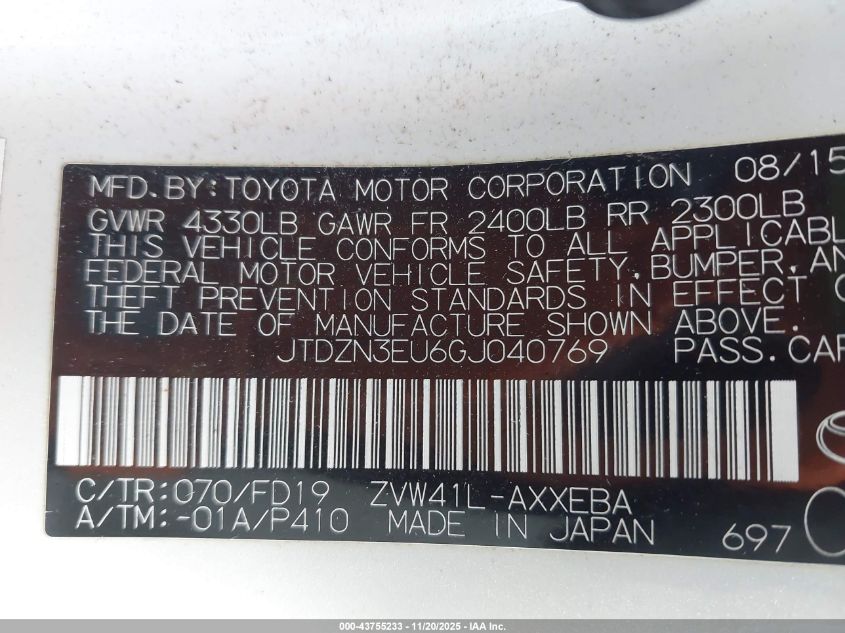 MFD.BY:TOYOTA MOTOR CORPORATION 08/15
GVWR 4330LB GAWR FR 2400LB RR 2300LB
THIS VEHICLE CONFORMS TO ALL APPLICABL
FEDERAL MOTOR VEHICLE SAFETY,BUMPER,AN
THEFT PREVENTION STANDARDS IN EFFECT O
THE DATE OF MANUFACTURE SHOWN ABOVE.
JTDZN3EU6GJ040769 PASS.CAR
C/TR:070/FD19 ZVW41L-AXXEBA
A/TM:-01A/P410 MADE IN JAPAN 697
000-43755233 - 11/20/2025 - IAA Inc.